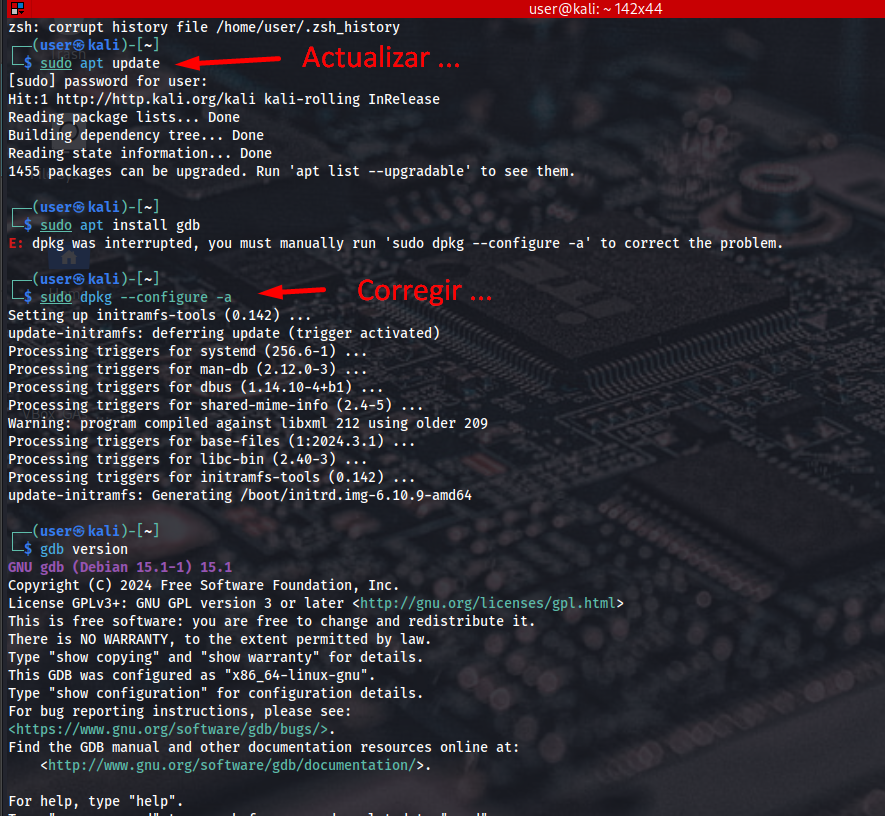 user@kali: ~ 142x44
zsh: corrupt history file /home/user/.zsh_history
┌──(user㉿kali)-[~]
└─$ sudo apt update
Actualizar ...
[sudo] password for user:
Hit:1 http://http.kali.org/kali kali-rolling InRelease
Reading package lists... Done
Building dependency tree... Done
Reading state information... Done
1455 packages can be upgraded. Run 'apt list --upgradable' to see them.
┌──(user㉿kali)-[~]
└─$ sudo apt install gdb
E: dpkg was interrupted, you must manually run 'sudo dpkg --configure -a' to correct the problem.
┌──(user㉿kali)-[~]
└─$ sudo dpkg --configure -a
Corregir ...
Setting up initramfs-tools (0.142) ...
update-initramfs: deferring update (trigger activated)
Processing triggers for systemd (256.6-1) ...
Processing triggers for man-db (2.12.0-3) ...
Processing triggers for dbus (1.14.10-4+b1) ...
Processing triggers for shared-mime-info (2.4-5) ...
Warning: program compiled against libxml 212 using older 209
Processing triggers for base-files (1:2024.3.1) ...
Processing triggers for libc-bin (2.40-3) ...
Processing triggers for initramfs-tools (0.142) ...
update-initramfs: Generating /boot/initrd.img-6.10.9-amd64
┌──(user㉿kali)-[~]
└─$ gdb version
GNU gdb (Debian 15.1-1) 15.1
Copyright (C) 2024 Free Software Foundation, Inc.
License GPLv3+: GNU GPL version 3 or later <http://gnu.org/licenses/gpl.html>
This is free software: you are free to change and redistribute it.
There is NO WARRANTY, to the extent permitted by law.
Type "show copying" and "show warranty" for details.
This GDB was configured as "x86_64-linux-gnu".
Type "show configuration" for configuration details.
For bug reporting instructions, please see:
<https://www.gnu.org/software/gdb/bugs/>.
Find the GDB manual and other documentation resources online at:
    <http://www.gnu.org/software/gdb/documentation/>.
For help, type "help".